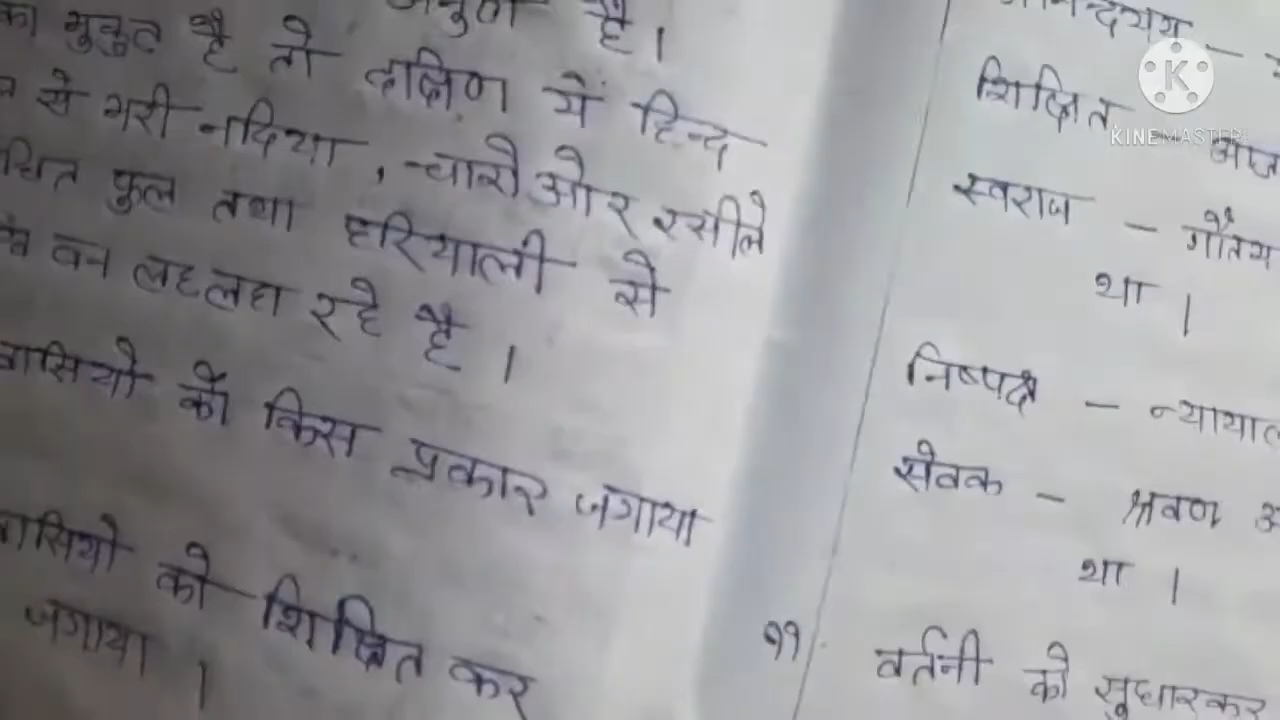 है।
का मुकुट है तो दक्षिण में हिन्द
से भरी नदिया, चारो ओर रसीले
फुल तथा हरियाली से
वन लहलहा रहे है।
वासियो को किस प्रकार जगाया
वासियो को शिक्षित कर
जगाया।
शिक्षित -
स्वराज - गौतम
था।
निष्पक्ष -
सेवक - श्रवण
था।
११. वर्तनी को सुधारकर
K
KINEMASTER